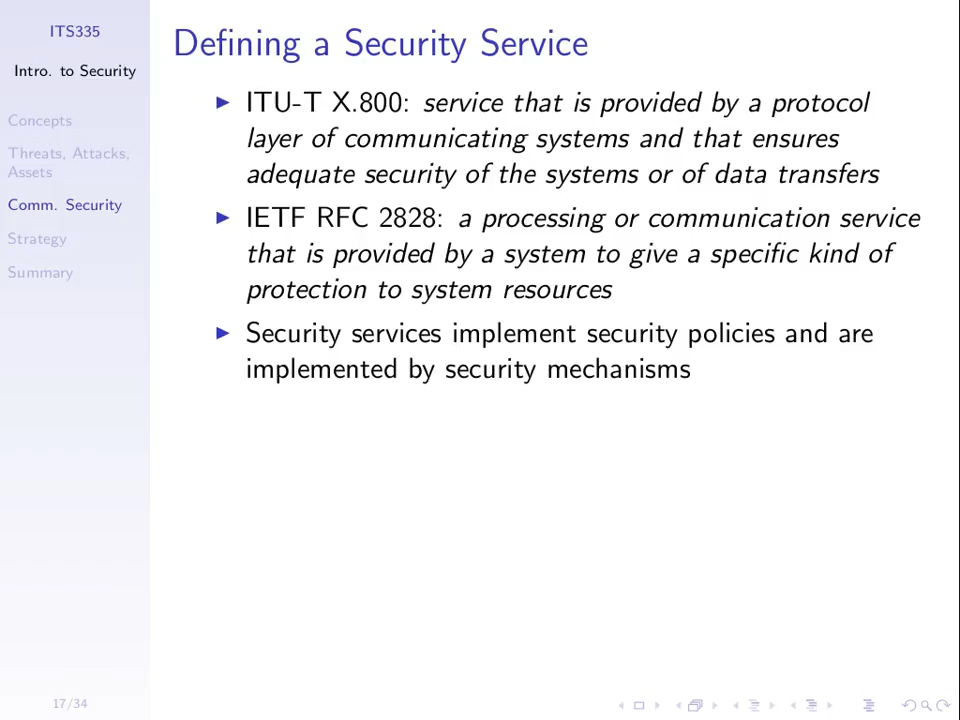 ITS335
Intro. to Security
Concepts
Threats, Attacks,
Assets
Comm. Security
Strategy
Summary
17/34
Defining a Security Service
ITU-T X.800: service that is provided by a protocol
layer of communicating systems and that ensures
adequate security of the systems or of data transfers
IETF RFC 2828: a processing or communication service
that is provided by a system to give a specific kind of
protection to system resources
Security services implement security policies and are
implemented by security mechanisms